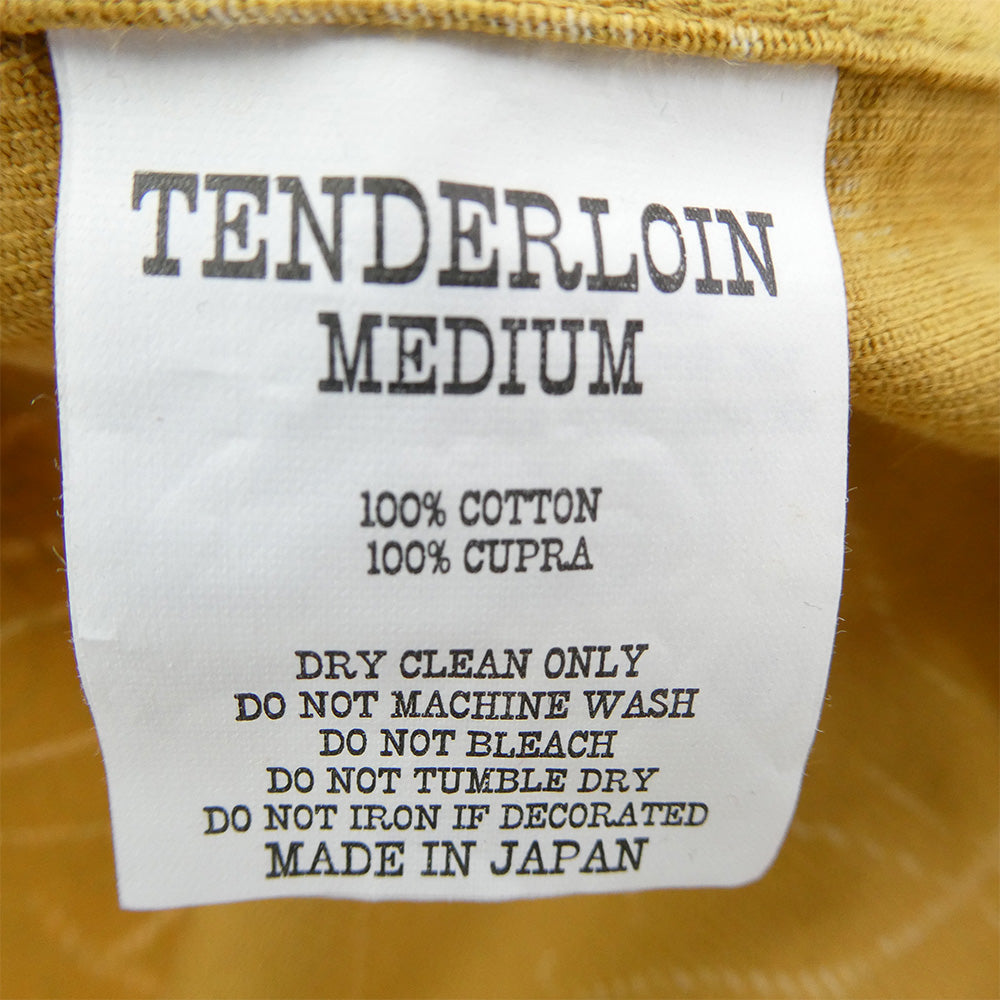 TENDERLOIN
MEDIUM
100% COTTON
100% CUPRA
DRY CLEAN ONLY
DO NOT MACHINE WASH
DO NOT BLEACH
DO NOT TUMBLE DRY
DO NOT IRON IF DECORATED
MADE IN JAPAN